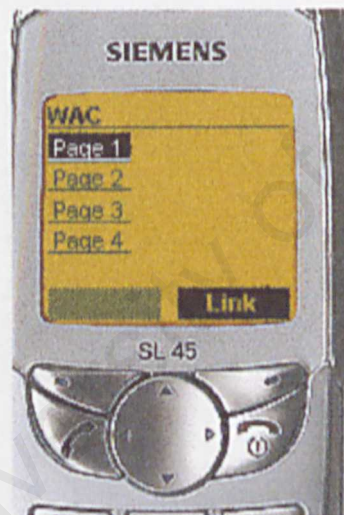 SIEMENS
WAC
Page 1
Page 2
Page 3
Page 4
Link
SL 45